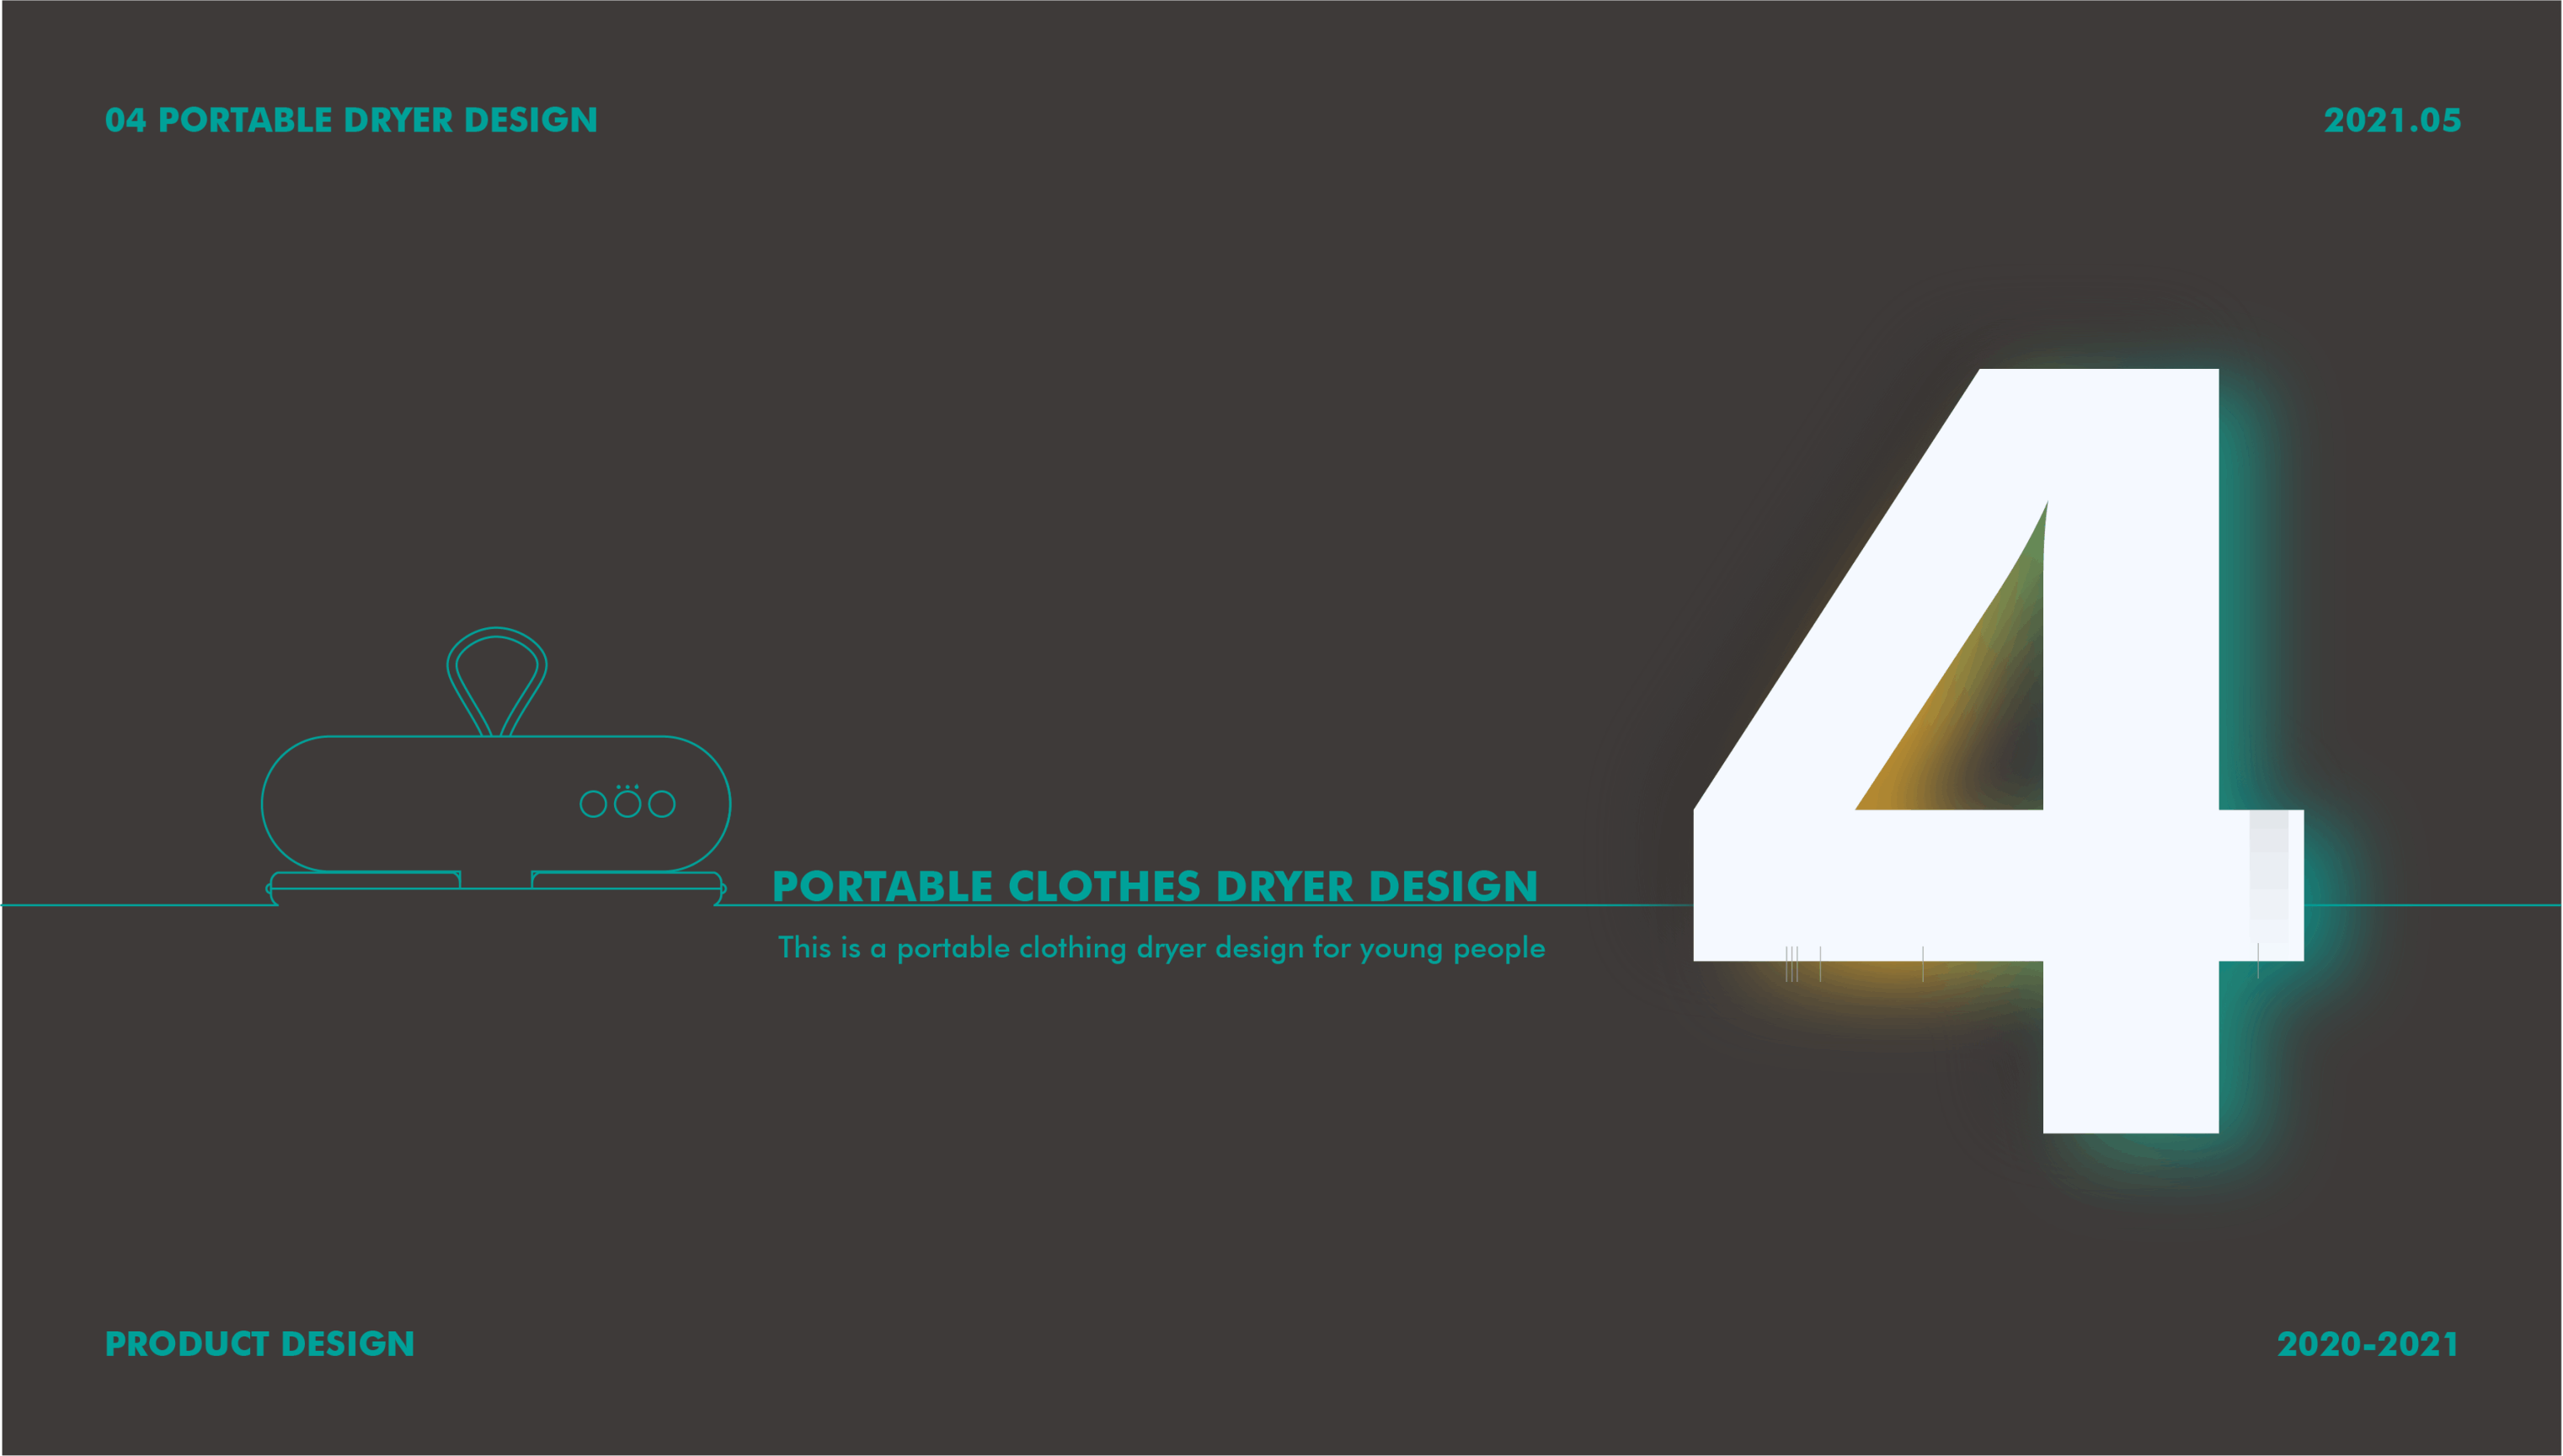 04 PORTABLE DRYER DESIGN
2021.05
PORTABLE CLOTHES DRYER DESIGN
This is a portable clothing dryer design for young people
4
PRODUCT DESIGN
2020-2021